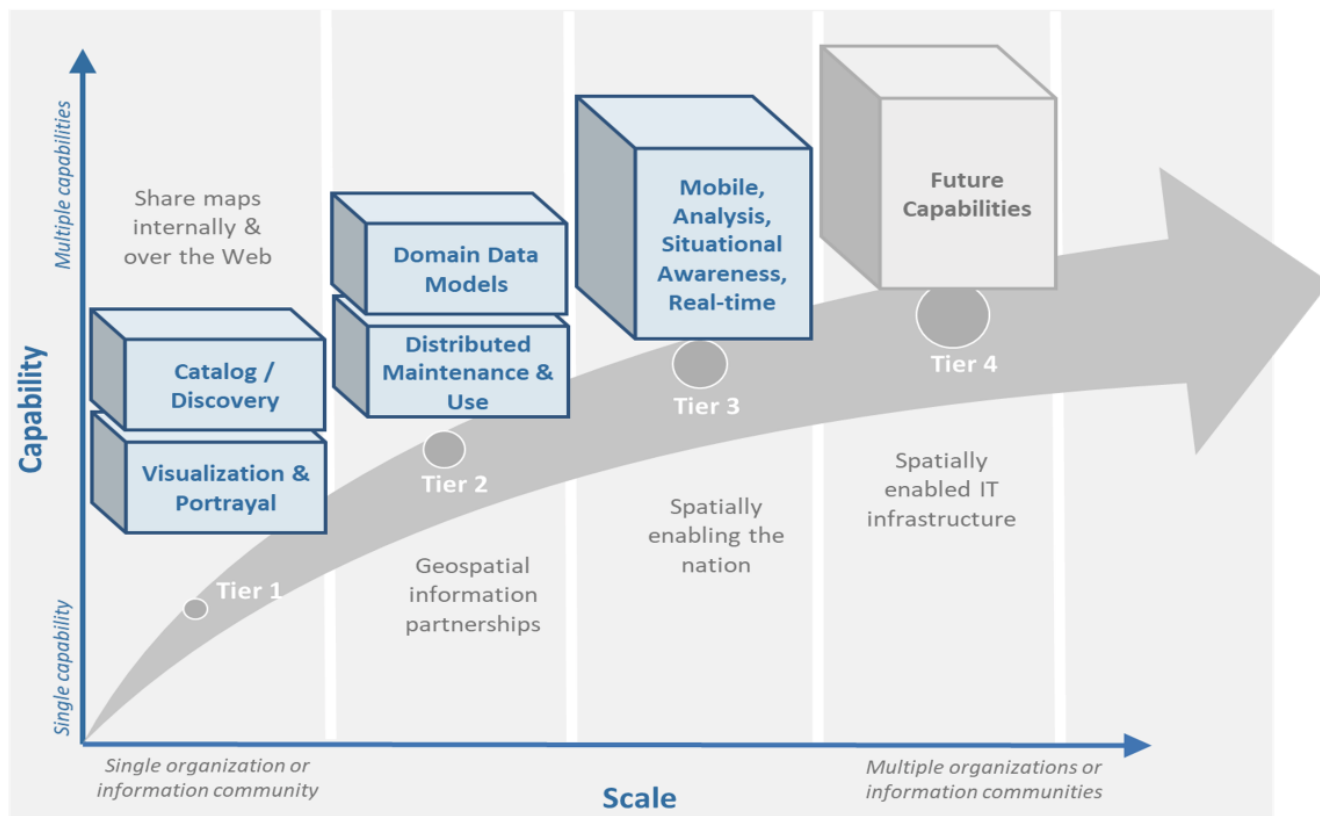 Capability
Multiple capabilities
Single capability
Share maps
internally &
over the Web
Catalog /
Discovery
Visualization &
Portrayal
Tier 1
Domain Data
Models
Distributed
Maintenance &
Use
Tier 2
Geospatial
information
partnerships
Mobile,
Analysis,
Situational
Awareness,
Real-time
Tier 3
Spatially
enabling the
nation
Future
Capabilities
Tier 4
Spatially
enabled IT
infrastructure
Single organization or
information community
Scale
Multiple organizations or
information communities